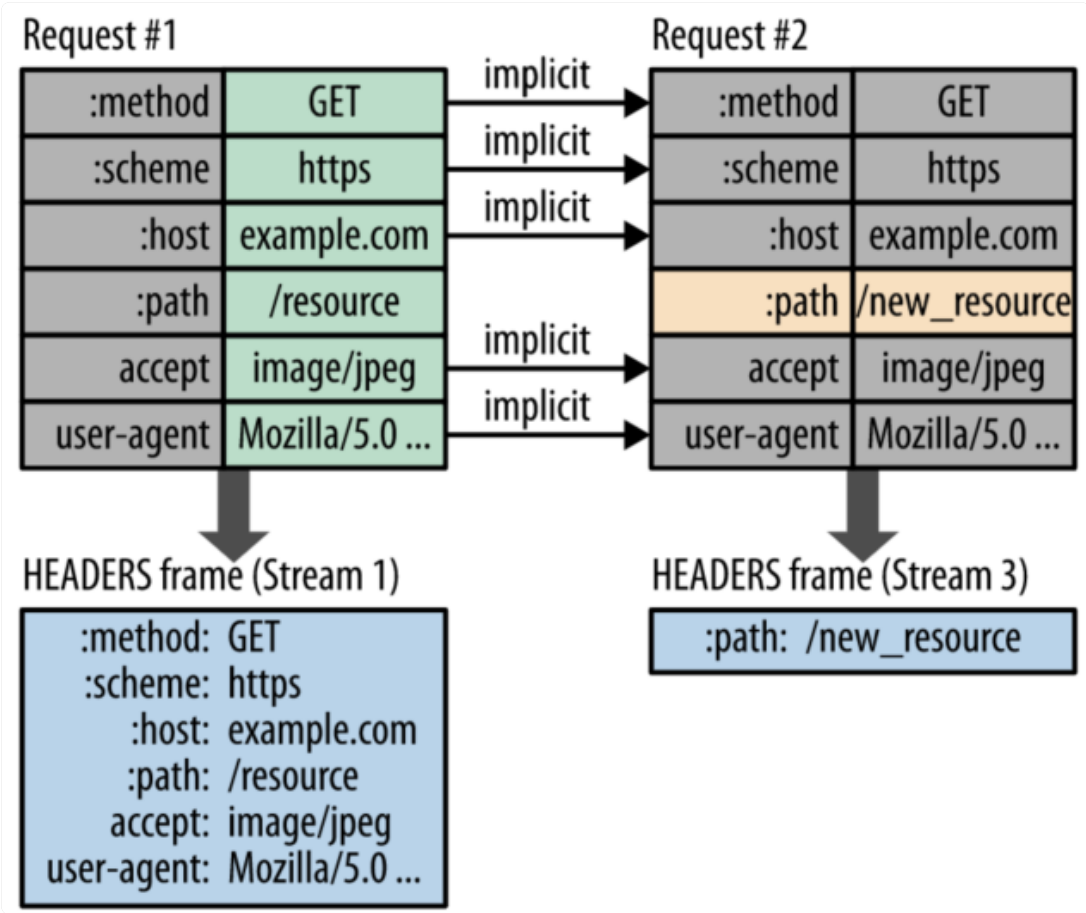 Request #1
:method GET
:scheme https
:host example.com
:path /resource
accept image/jpeg
user-agent Mozilla/5.0 ...
implicit
implicit
implicit
implicit
implicit
Request #2
:method GET
:scheme https
:host example.com
:path /new_resource
accept image/jpeg
user-agent Mozilla/5.0 ...
HEADERS frame (Stream 1)
:method: GET
:scheme: https
:host: example.com
:path: /resource
accept: image/jpeg
user-agent: Mozilla/5.0 ...
HEADERS frame (Stream 3)
:path: /new_resource